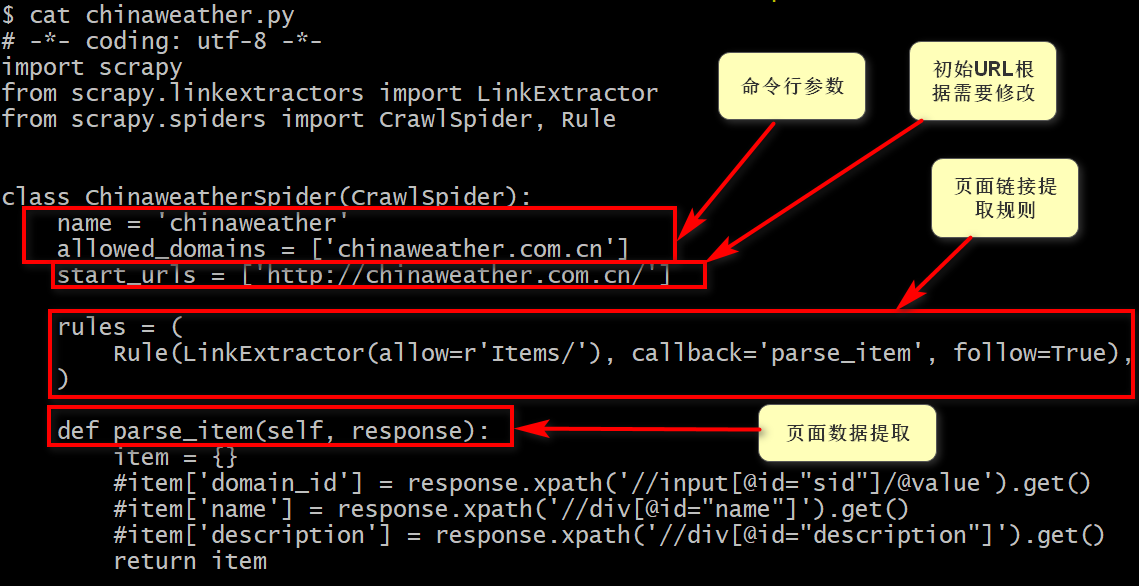 $ cat chinaweather.py
# -*- coding: utf-8 -*-
import scrapy
from scrapy.linkextractors import LinkExtractor
from scrapy.spiders import CrawlSpider, Rule
命令行参数
初始URL根
据需要修改
页面链接提
取规则
class ChinaweatherSpider(CrawlSpider):
    name = 'chinaweather'
    allowed_domains = ['chinaweather.com.cn']
    start_urls = ['http://chinaweather.com.cn/']
    rules = (
        Rule(LinkExtractor(allow=r'Items/'), callback='parse_item', follow=True),
    )
    def parse_item(self, response):
页面数据提取
        item = {}
        #item['domain_id'] = response.xpath('//input[@id="sid"]/@value').get()
        #item['name'] = response.xpath('//div[@id="name"]').get()
        #item['description'] = response.xpath('//div[@id="description"]').get()
        return item